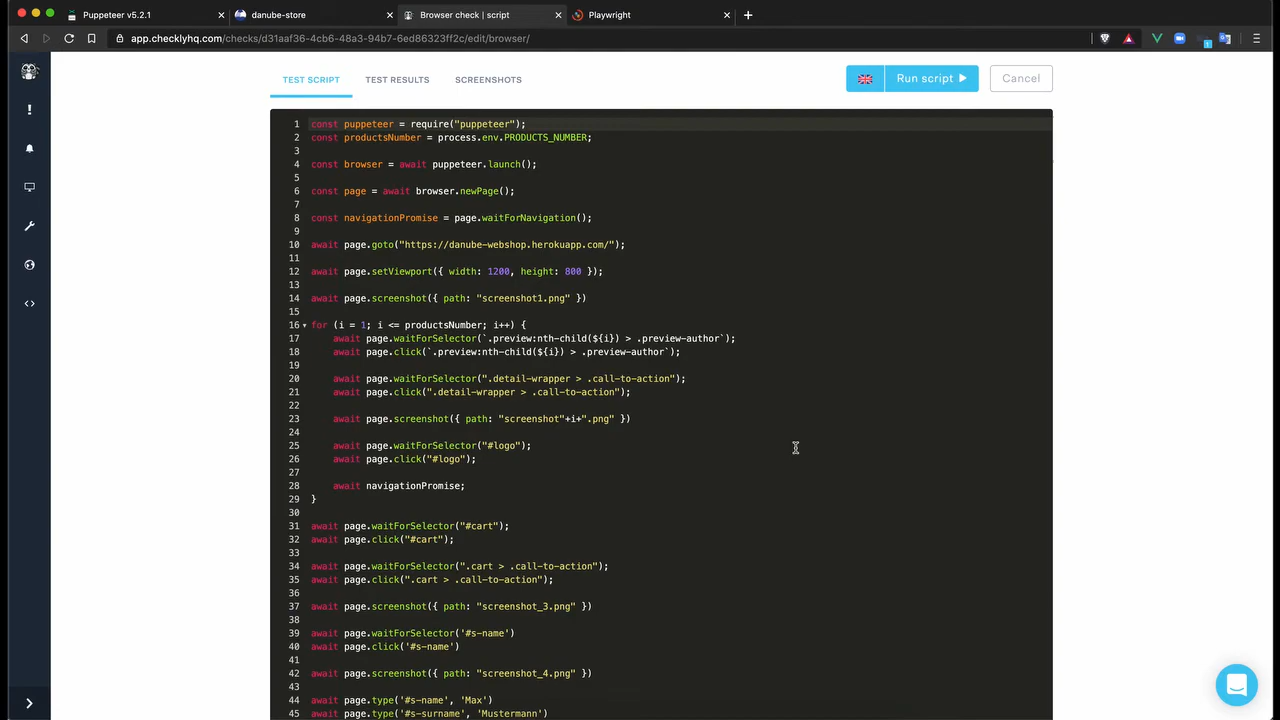 Puppeteer v5.2.1
danube-store
Browser check | script
Playwright
app.checklyhq.com/checks/d31aaf36-4cb6-48a3-94b7-6ed86323ff2c/edit/browser/
TEST SCRIPT
TEST RESULTS
SCREENSHOTS
Run script
Cancel
1 const puppeteer = require("puppeteer");
2 const productsNumber = process.env.PRODUCTS_NUMBER;
3
4 const browser = await puppeteer.launch();
5
6 const page = await browser.newPage();
7
8 const navigationPromise = page.waitForNavigation();
9
10 await page.goto("https://danube-webshop.herokuapp.com/");
11
12 await page.setViewport({ width: 1200, height: 800 });
13
14 await page.screenshot({ path: "screenshot1.png" })
15
16 for (i = 1; i <= productsNumber; i++) {
17 await page.waitForSelector(`.preview:nth-child(${i}) > .preview-author`);
18 await page.click(`.preview:nth-child(${i}) > .preview-author`);
19
20 await page.waitForSelector(".detail-wrapper > .call-to-action");
21 await page.click(".detail-wrapper > .call-to-action");
22
23 await page.screenshot({ path: "screenshot"+i+".png" })
24
25 await page.waitForSelector("#logo");
26 await page.click("#logo");
27
28 await navigationPromise;
29 }
30
31 await page.waitForSelector("#cart");
32 await page.click("#cart");
33
34 await page.waitForSelector(".cart > .call-to-action");
35 await page.click(".cart > .call-to-action");
36
37 await page.screenshot({ path: "screenshot_3.png" })
38
39 await page.waitForSelector('#s-name')
40 await page.click('#s-name')
41
42 await page.screenshot({ path: "screenshot_4.png" })
43
44 await page.type('#s-name', 'Max')
45 await page.type('#s-surname', 'Mustermann')